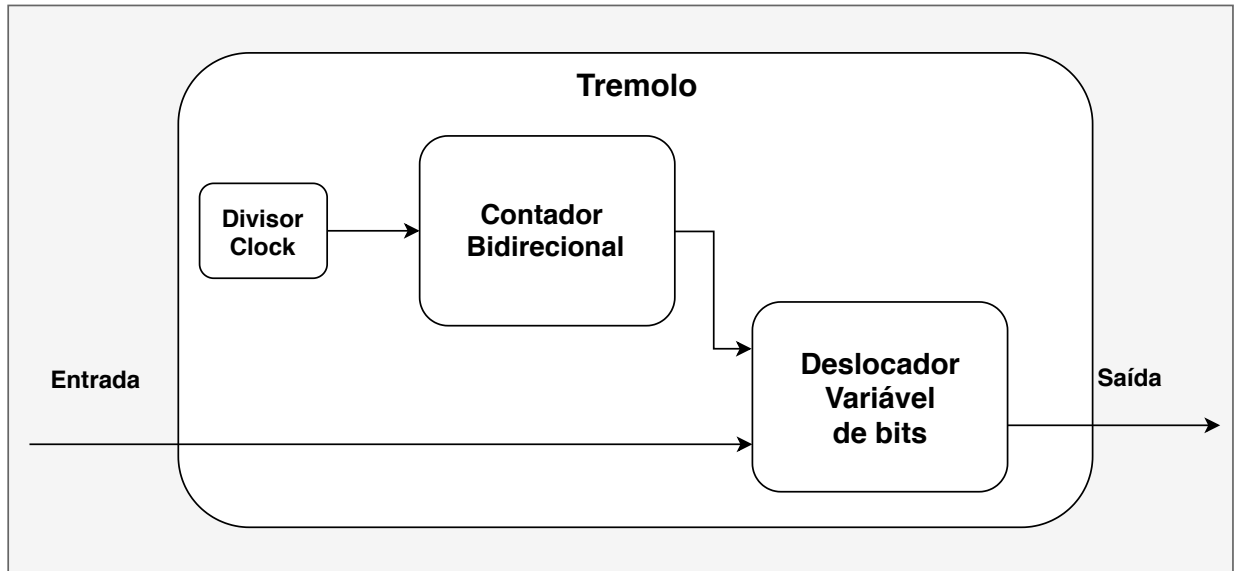 Tremolo
Divisor
Clock
Contador
Bidirecional
Entrada
Deslocador
Variável
de bits
Saída